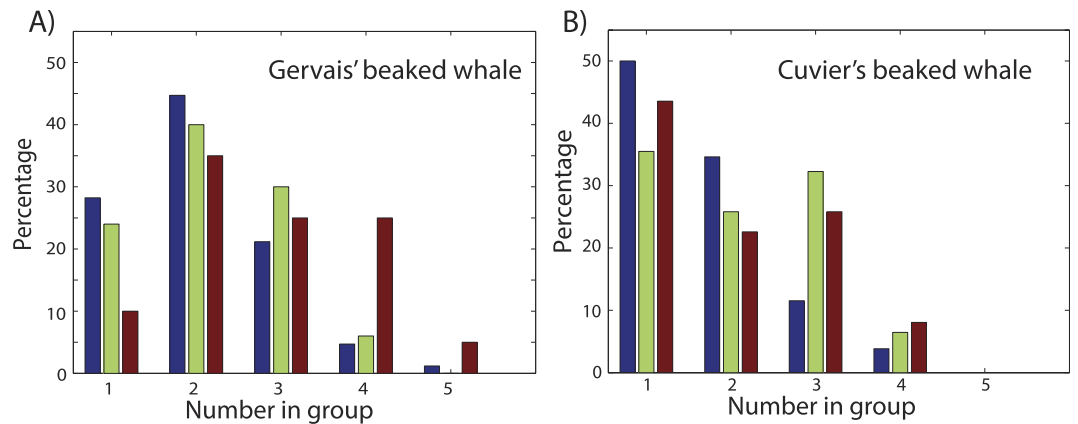 A)
Gervais’ beaked whale
Percentage
50
40
30
20
10
0
1 2 3 4 5
Number in group
B)
Cuvier’s beaked whale
Percentage
50
40
30
20
10
0
1 2 3 4 5
Number in group